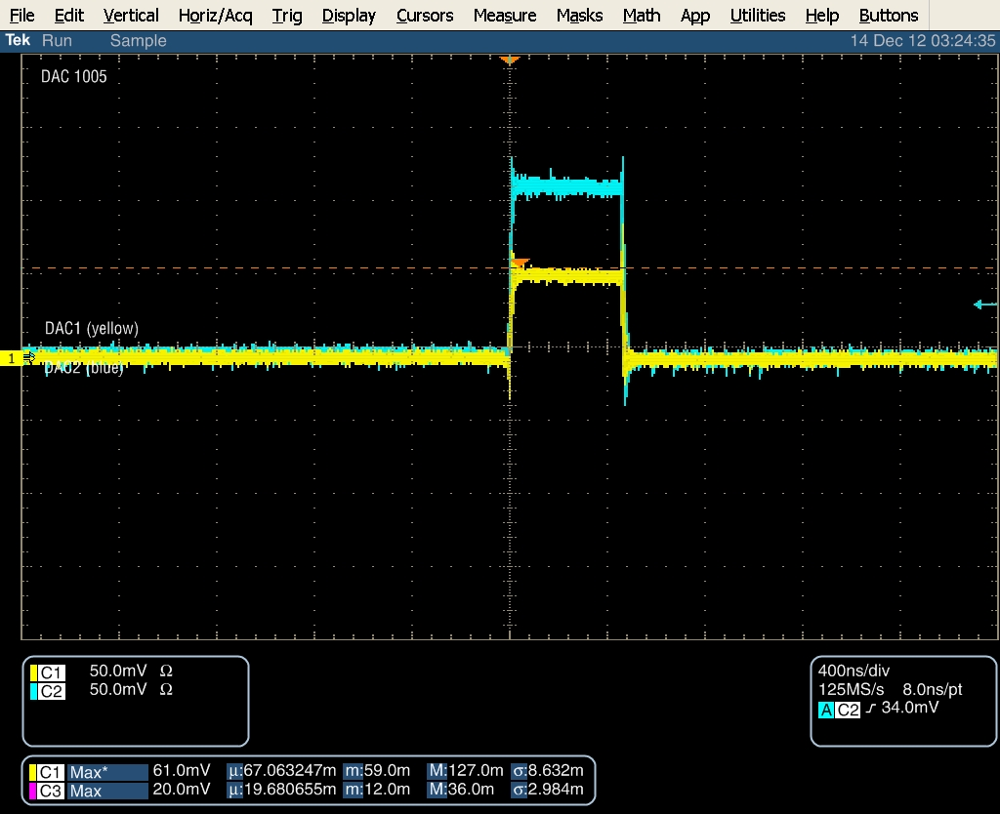 File Edit Vertical Horiz/Acq Trig Display Cursors Measure Masks Math App Utilities Help Buttons
Tek Run Sample 14 Dec 12 03:24:35
DAC 1005
DAC1 (yellow)
1
DAC2 (blue)
C1 50.0mV Ω
C2 50.0mV Ω
400ns/div
125MS/s 8.0ns/pt
A C2 34.0mV
C1 Max* 61.0mV µ:67.063247m m:59.0m M:127.0m σ:8.632m
C3 Max 20.0mV µ:19.680655m m:12.0m M:36.0m σ:2.984m